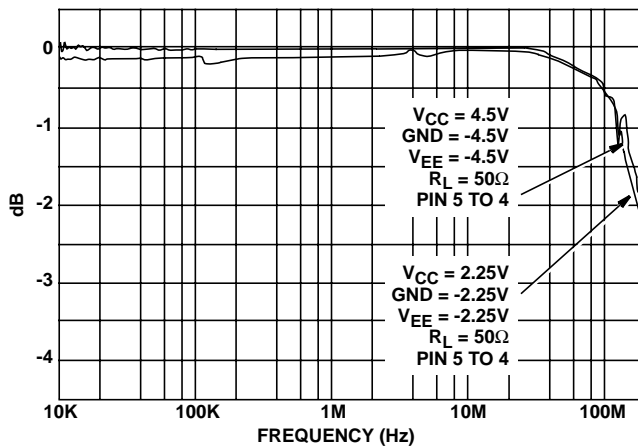 0
-1
-2
-3
-4
dB
VCC = 4.5V
GND = -4.5V
VEE = -4.5V
RL = 50Ω
PIN 5 TO 4
VCC = 2.25V
GND = -2.25V
VEE = -2.25V
RL = 50Ω
PIN 5 TO 4
10K 100K 1M 10M 100M
FREQUENCY (Hz)